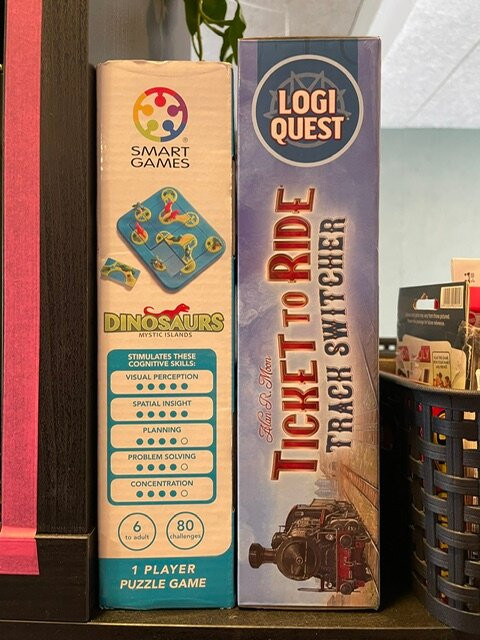 SMART
GAMES
DINOSAURS
MYSTIC ISLANDS
STIMULATES THESE
COGNITIVE SKILLS:
VISUAL PERCEPTION
SPATIAL INSIGHT
PLANNING
PROBLEM SOLVING
CONCENTRATION
6
to adult
80
challenges
1 PLAYER
PUZZLE GAME
LOGI
QUEST
Alan R. Moon
TICKET TO RIDE
TRACK SWITCHER